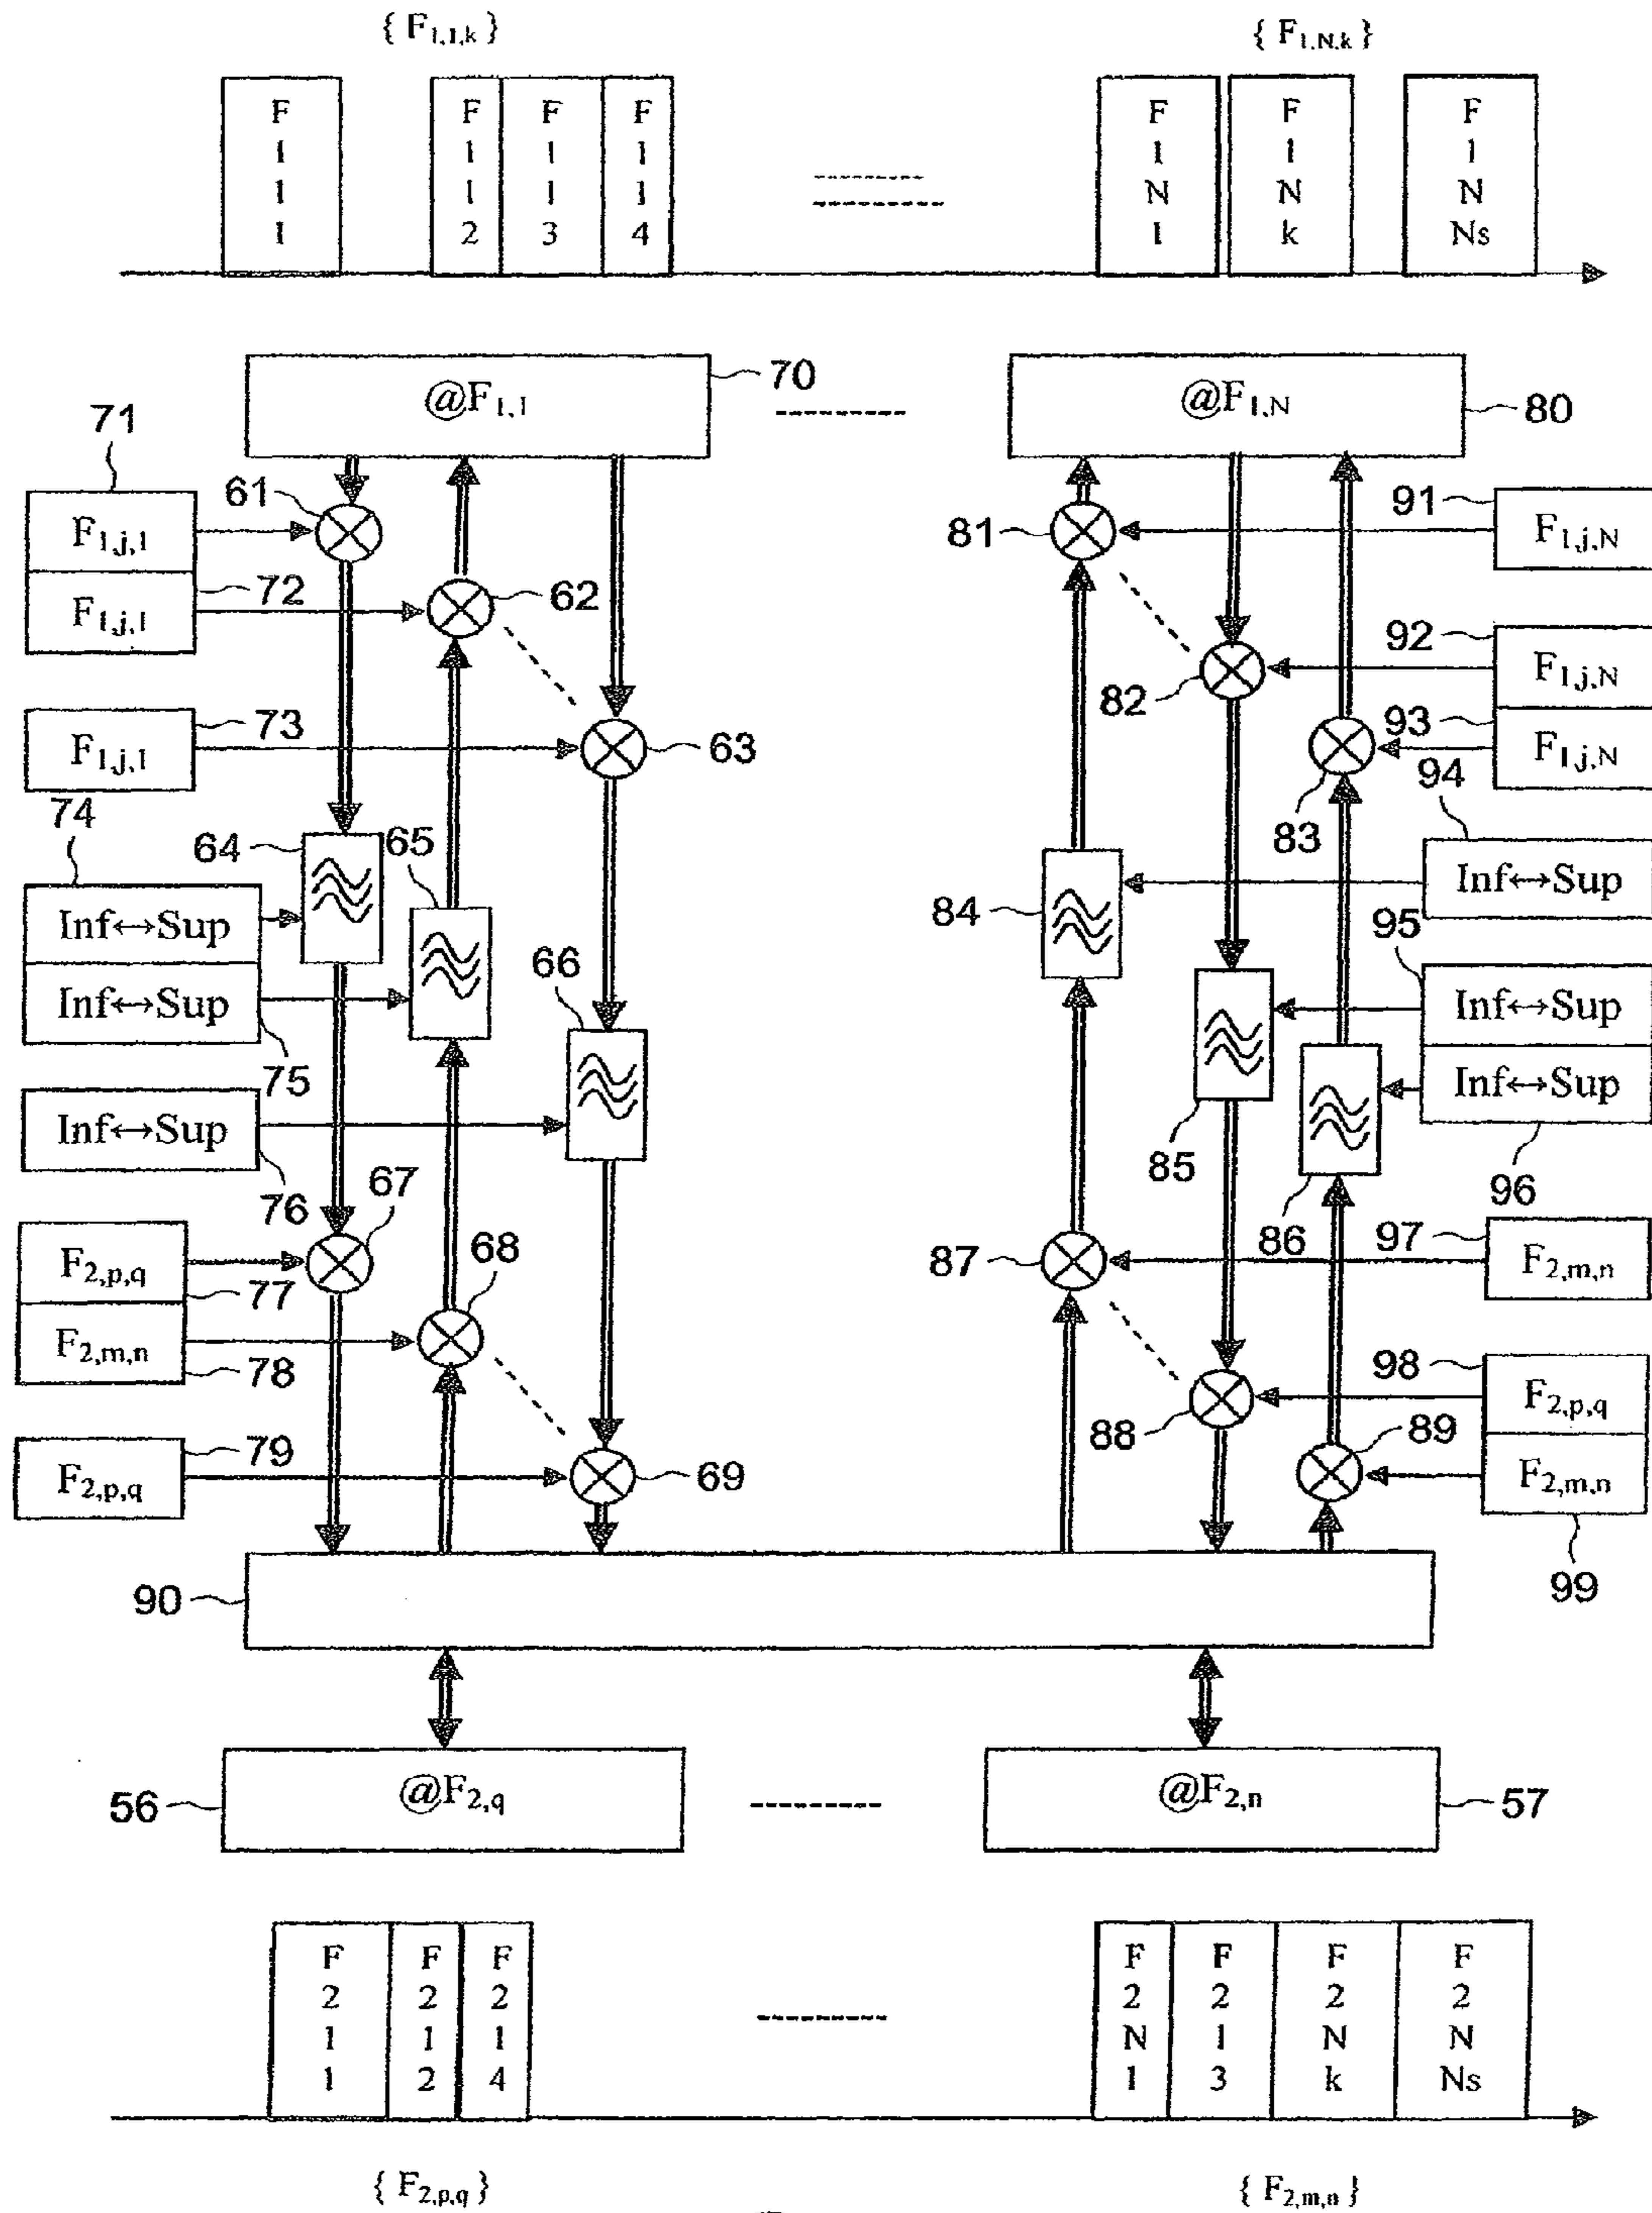 { F1,1,k } { F1,N,k }
F F F F F F F
1 1 1 1 1 1 1
1 1 1 1 N N N
1 2 3 4 1 k Ns
@F1,1 70 @F1,N 80
71 61 81 91
F1,j,1 F1,j,N
72 62 92
F1,j,1 82 F1,j,N
73 63 93
F1,j,1 83 F1,j,N
74 64 65 84 94
Inf↔Sup Inf↔Sup
66 95
Inf↔Sup Inf↔Sup
75 85
Inf↔Sup Inf↔Sup
76 67 86 96
68 87 97
F2,p,q F2,m,n
77
F2,m,n 98
78 88 F2,p,q
79 69 89
F2,p,q F2,m,n
90 99
@F2,q @F2,n
56 57
F F F F F F F
2 2 2 2 2 2 2
1 1 1 N 1 N N
1 2 4 1 3 k Ns
{ F2,p,q } { F2,m,n }